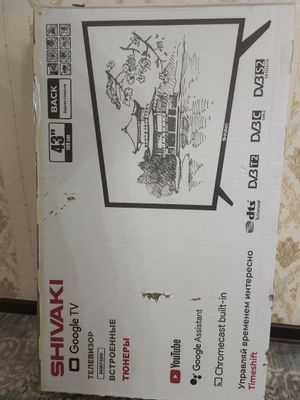 SHIVAKI
Google TV
ТЕЛЕВИЗОР
ВСТРОЕННЫЕ
ТЮНЕРЫ
43"
BACK
SHIVAKI
DVB T2
DVB C
DVB S2
dts
YouTube
Google Assistant
Chromecast built-in
Управляй временем интересно
Timeshift